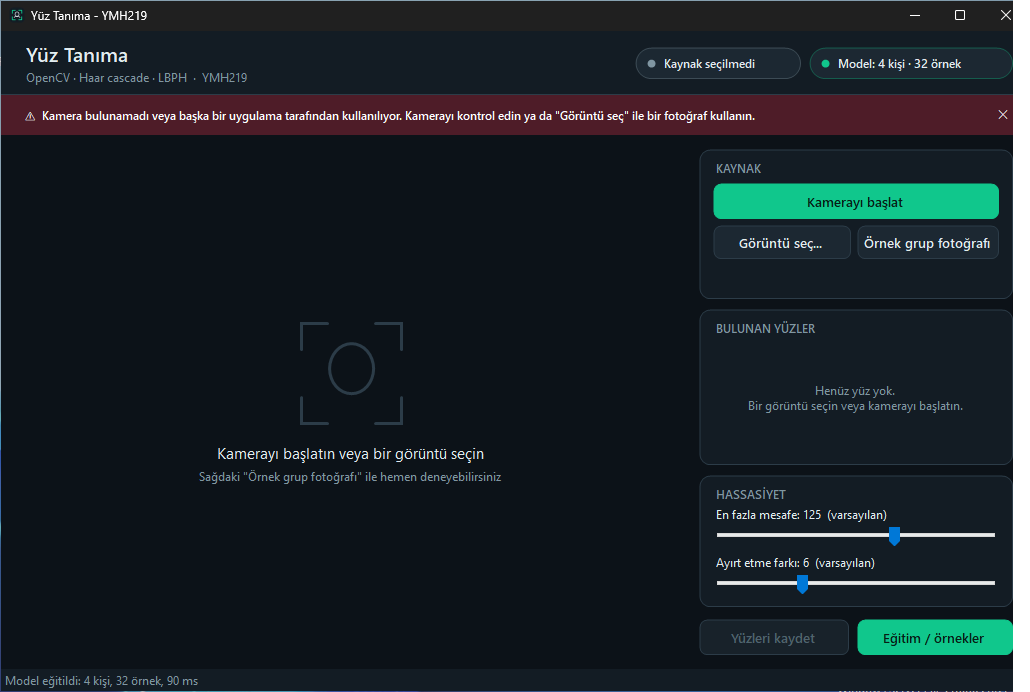 Yüz Tanıma - YMH219
Yüz Tanıma
OpenCV · Haar cascade · LBPH · YMH219
Kaynak seçilmedi
Model: 4 kişi · 32 örnek
⚠ Kamera bulunamadı veya başka bir uygulama tarafından kullanılıyor. Kamerayı kontrol edin ya da "Görüntü seç" ile bir fotoğraf kullanın.
Kamerayı başlatın veya bir görüntü seçin
Sağdaki "Örnek grup fotoğrafı" ile hemen deneyebilirsiniz
KAYNAK
Kamerayı başlat
Görüntü seç...
Örnek grup fotoğrafı
BULUNAN YÜZLER
Henüz yüz yok.
Bir görüntü seçin veya kamerayı başlatın.
HASSASİYET
En fazla mesafe: 125 (varsayılan)
Ayırt etme farkı: 6 (varsayılan)
Yüzleri kaydet
Eğitim / örnekler
Model eğitildi: 4 kişi, 32 örnek, 90 ms